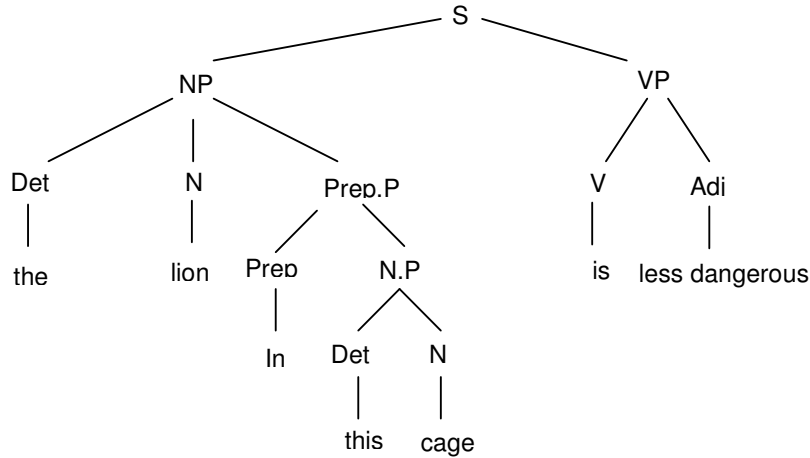 S
NP VP
Det N Prep.P V Adj
the lion Prep N.P is less dangerous
In Det N
this cage